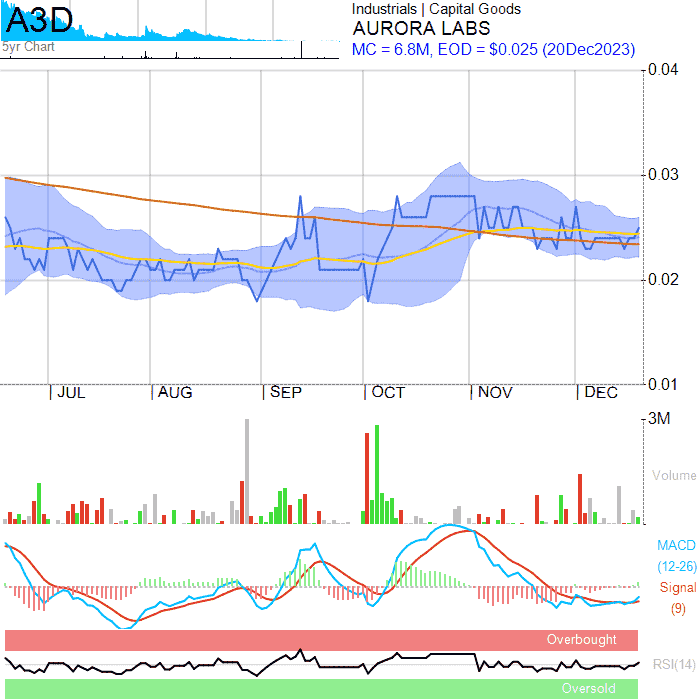 A3D
5yr Chart
Industrials | Capital Goods
AURORA LABS
MC = 6.8M, EOD = $0.025 (20Dec2023)
0.04
0.03
0.02
0.01
JUL AUG SEP OCT NOV DEC
3M
Volume
MACD
(12-26)
Signal
(9)
Overbought
RSI(14)
Oversold